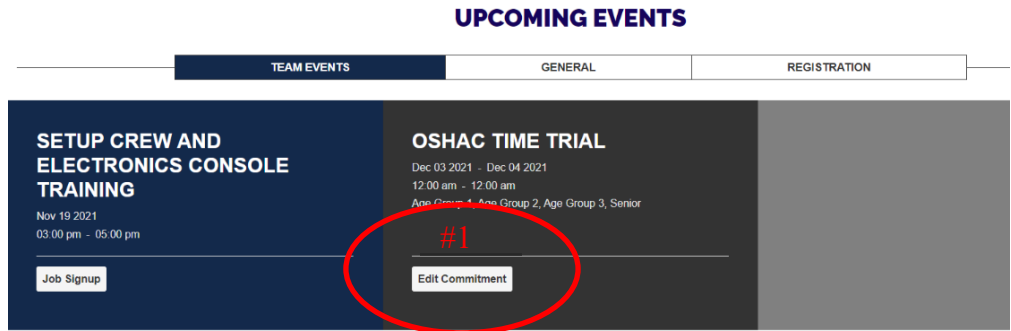 UPCOMING EVENTS
TEAM EVENTS
GENERAL
REGISTRATION
SETUP CREW AND
ELECTRONICS CONSOLE
TRAINING
Nov 19 2021
03:00 pm - 05:00 pm
Job Signup
OSHAC TIME TRIAL
Dec 03 2021 - Dec 04 2021
12:00 am - 12:00 am
Age Group 1, Age Group 2, Age Group 3, Senior
#1
Edit Commitment